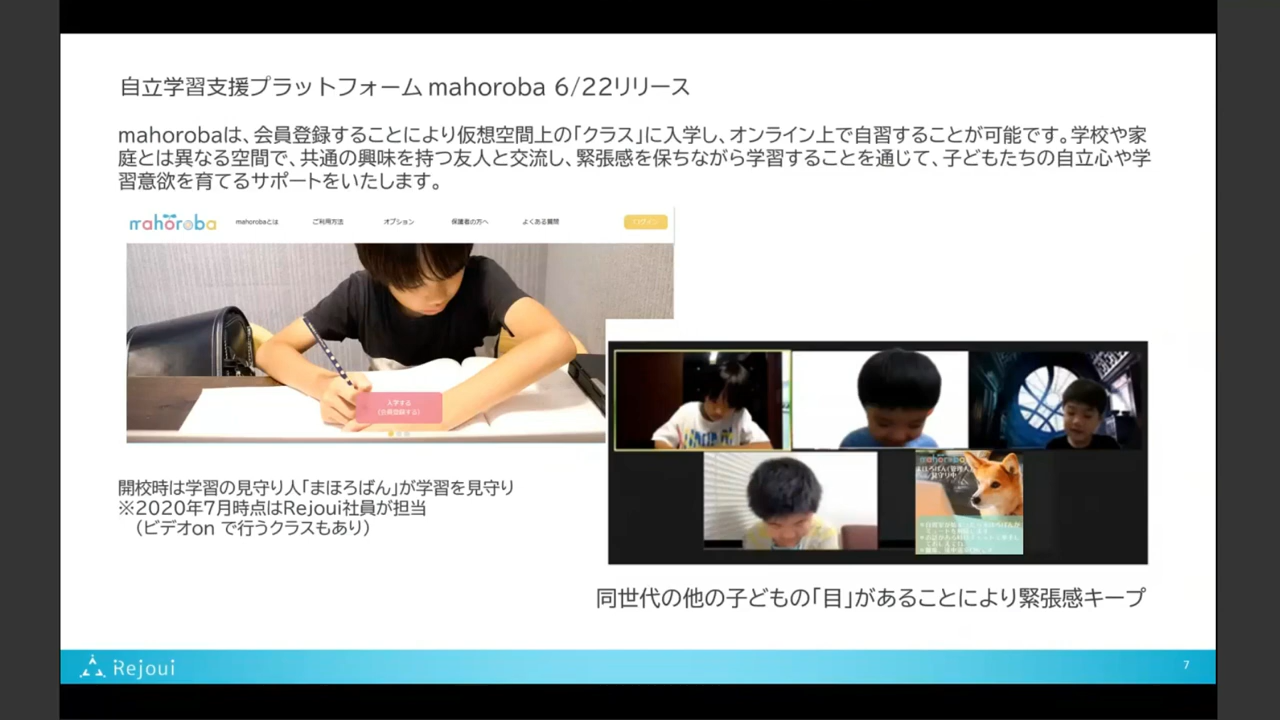 自立学習支援プラットフォーム mahoroba 6/22リリース
mahorobaは、会員登録することにより仮想空間上の「クラス」に入学し、オンライン上で自習することが可能です。学校や家
庭とは異なる空間で、共通の興味を持つ友人と交流し、緊張感を保ちながら学習することを通じて、子どもたちの自立心や学
習意欲を育てるサポートをいたします。
mahoroba
mahorobaとは ご利用方法 オプション 保護者の方へ よくある質問 ログイン
入学する
(会員登録する)
mahoroba
開校時は学習の見守り人「まほろばん」が学習を見守り
※2020年7月時点はRejoui社員が担当
(ビデオon で行うクラスもあり)
同世代の他の子どもの「目」があることにより緊張感キープ
Rejoui
7